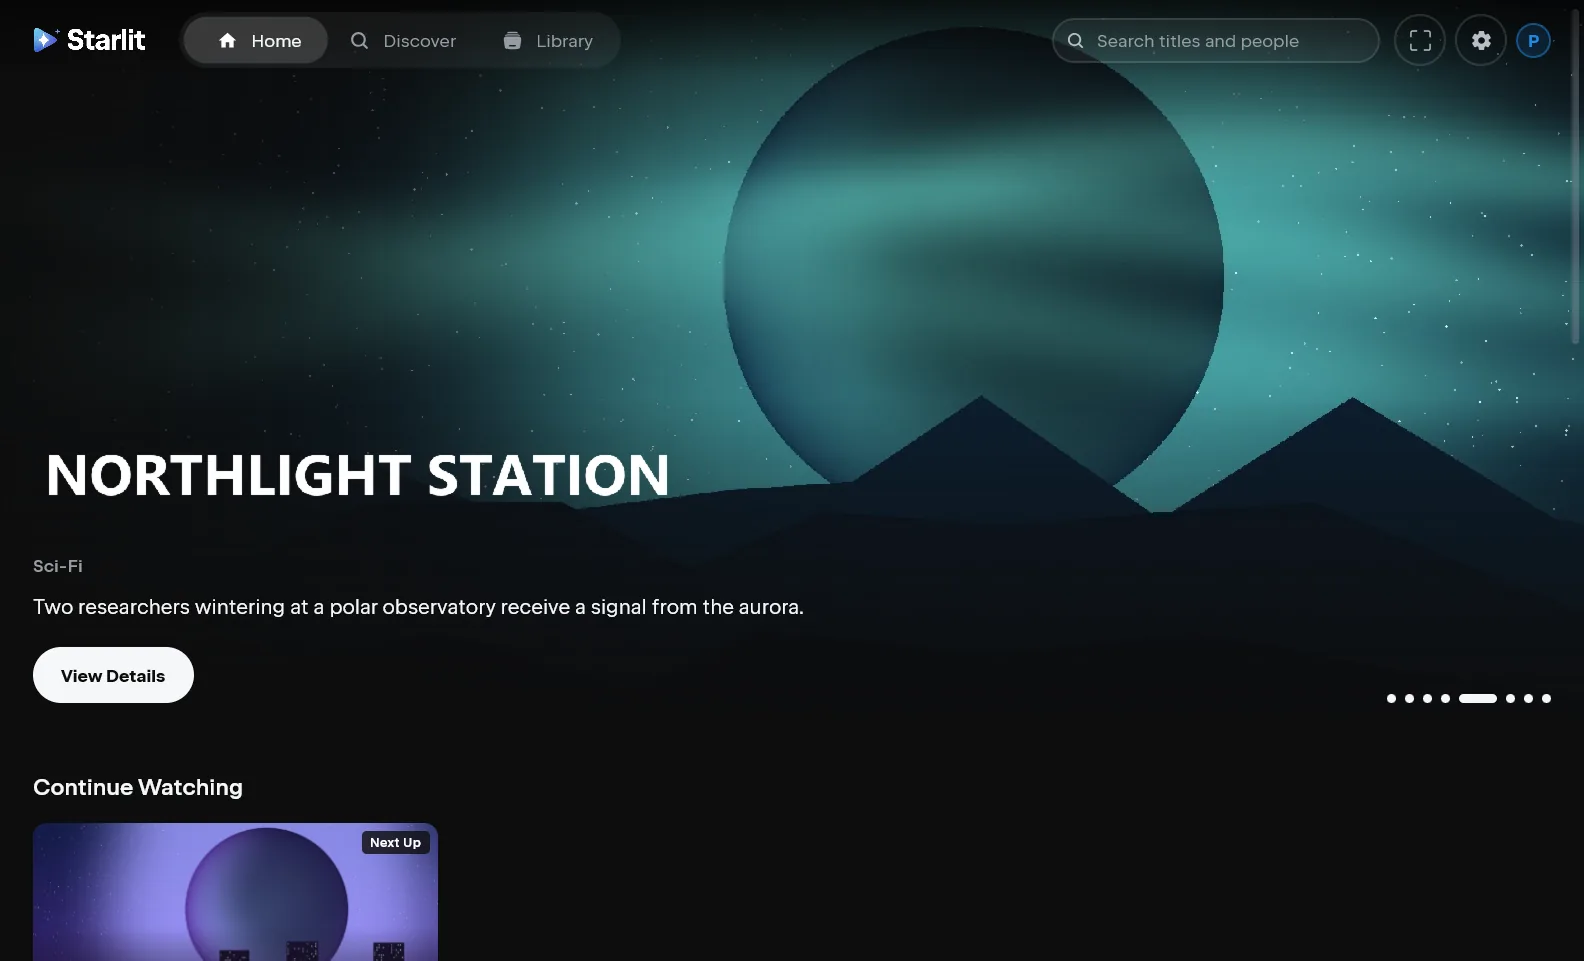 Starlit
Home
Discover
Library
Search titles and people
P
NORTHLIGHT STATION
Sci-Fi
Two researchers wintering at a polar observatory receive a signal from the aurora.
View Details
Continue Watching
Next Up